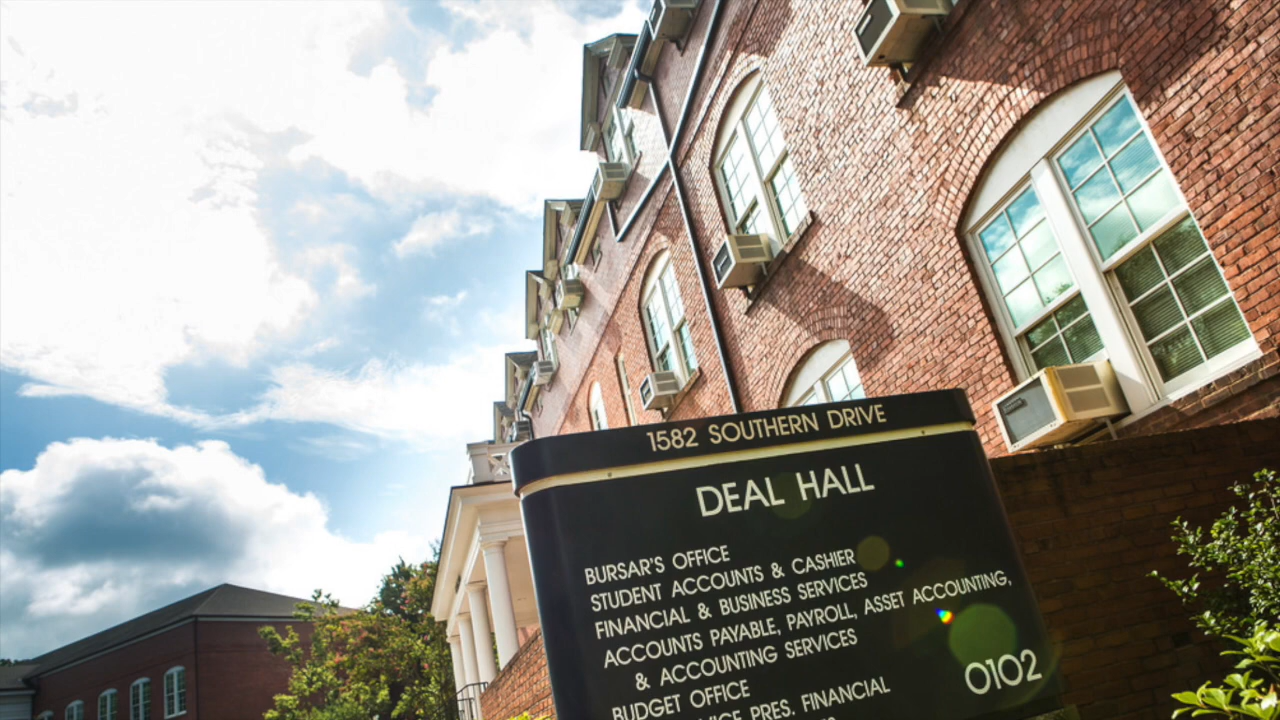 1582 SOUTHERN DRIVE
DEAL HALL
BURSAR'S OFFICE
STUDENT ACCOUNTS & CASHIER
FINANCIAL & BUSINESS SERVICES
ACCOUNTS PAYABLE, PAYROLL, ASSET ACCOUNTING,
& ACCOUNTING SERVICES
BUDGET OFFICE
PRES. FINANCIAL
0102